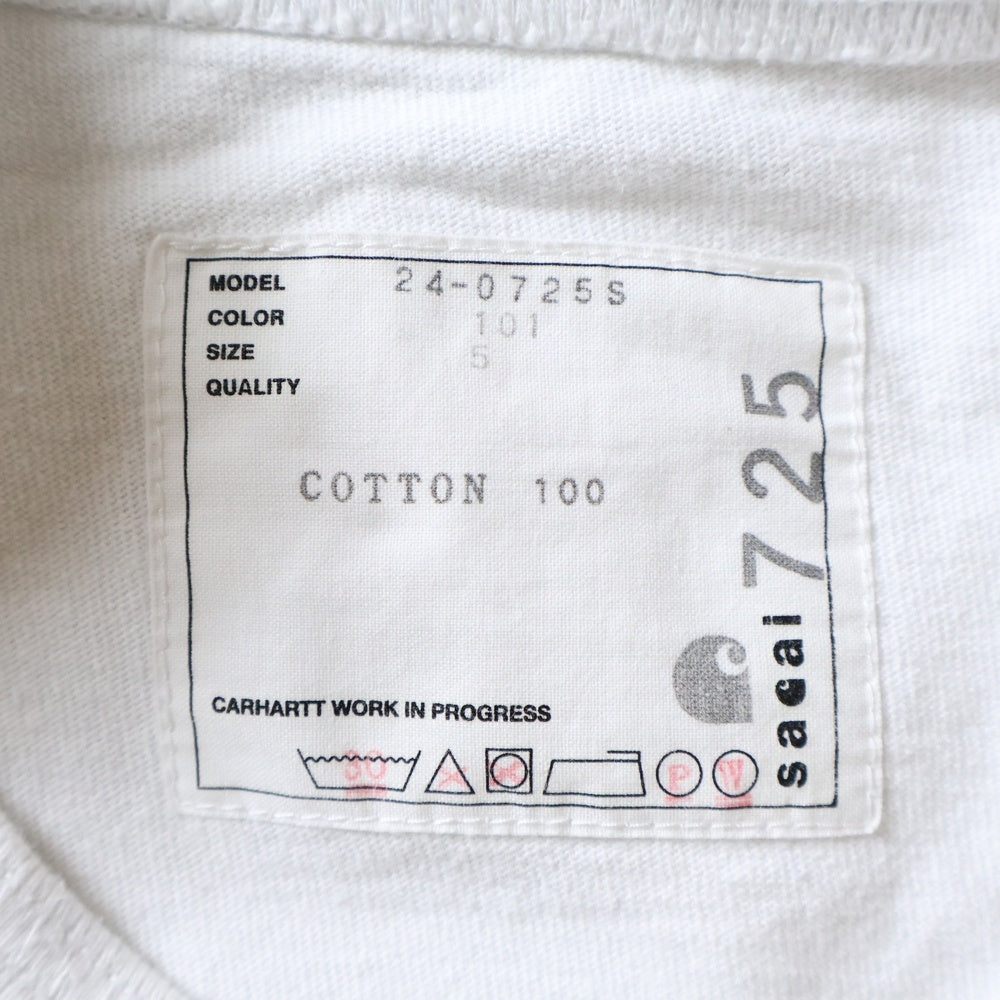 MODEL 24-0725S
COLOR 101
SIZE 5
QUALITY
COTTON 100
CARHARTT WORK IN PROGRESS
30
P W
sacai 725